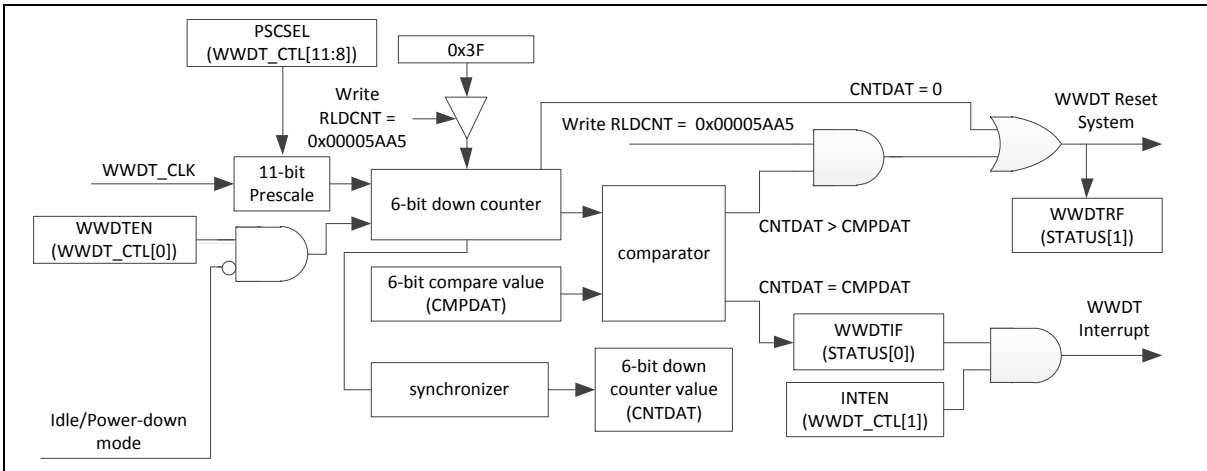 PSCSEL
(WWDT_CTL[11:8])
0x3F
Write
RLDCNT =
0x00005AA5
CNTDAT = 0
WWDT Reset
System
Write RLDCNT =  0x00005AA5
WWDT_CLK
11-bit
Prescale
6-bit down counter
WWDTEN
(WWDT_CTL[0])
comparator
CNTDAT > CMPDAT
WWDTRF
(STATUS[1])
6-bit compare value
(CMPDAT)
CNTDAT = CMPDAT
WWDTIF
(STATUS[0])
WWDT
Interrupt
synchronizer
6-bit down
counter value
(CNTDAT)
INTEN
(WWDT_CTL[1])
Idle/Power-down
mode